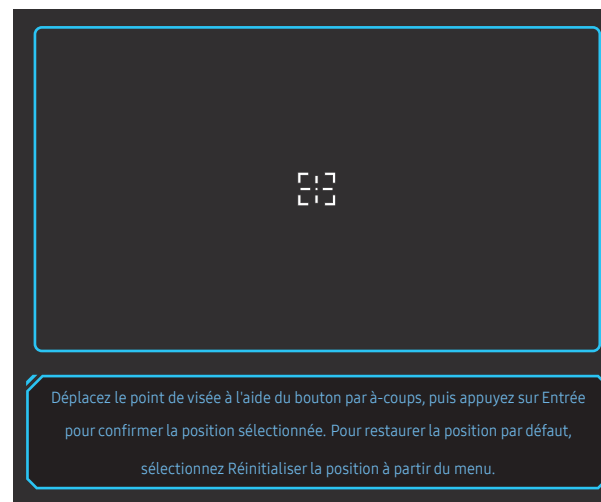 Déplacez le point de visée à l'aide du bouton par à-coups, puis appuyez sur Entrée
pour confirmer la position sélectionnée. Pour restaurer la position par défaut,
sélectionnez Réinitialiser la position à partir du menu.